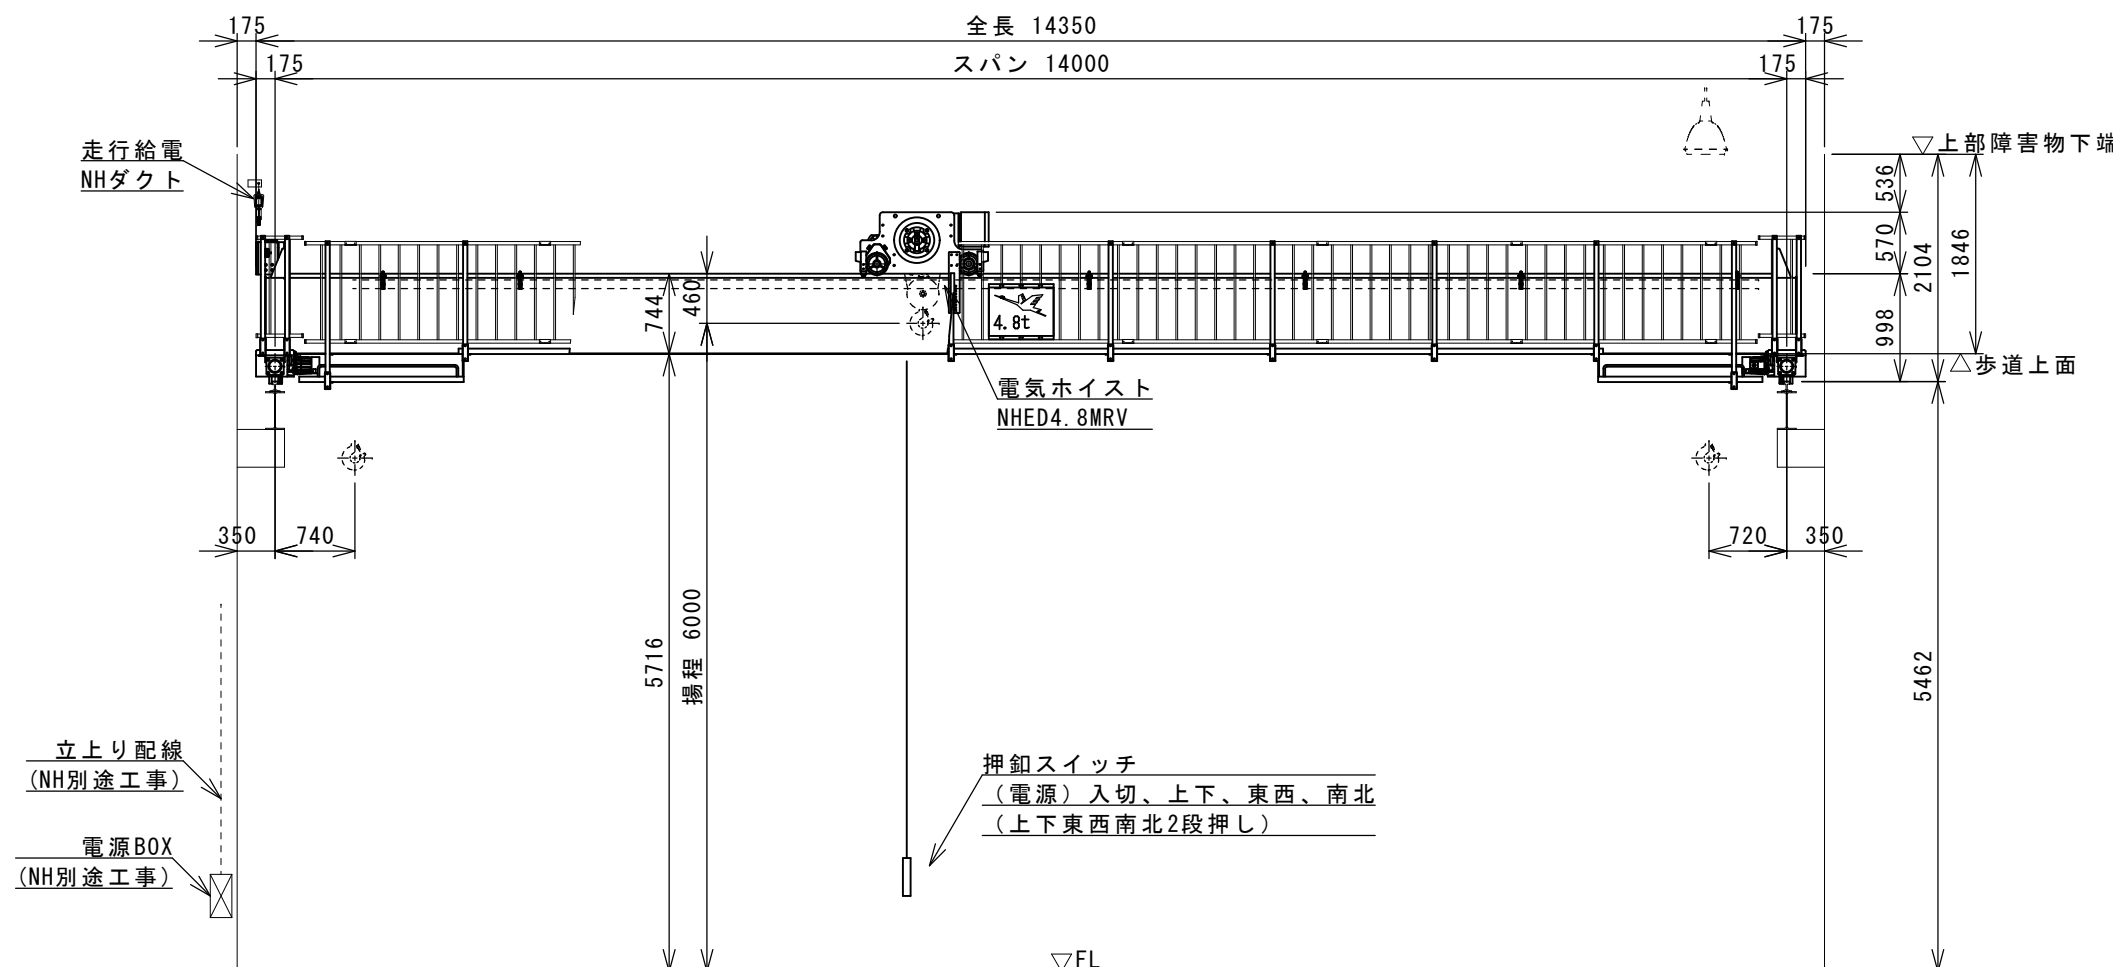 175
全長 14350
175
175
スパン 14000
175
走行給電
NHダクト
▽上部障害物下端
536
570
2104
1846
998
744
460
4.8t
△歩道上面
電気ホイスト
NHED4.8MRV
350
740
720
350
5716
揚程 6000
5462
立上り配線
(NH別途工事)
押釦スイッチ
(電源)入切、上下、東西、南北
(上下東西南北2段押し)
電源BOX
(NH別途工事)
▽FL